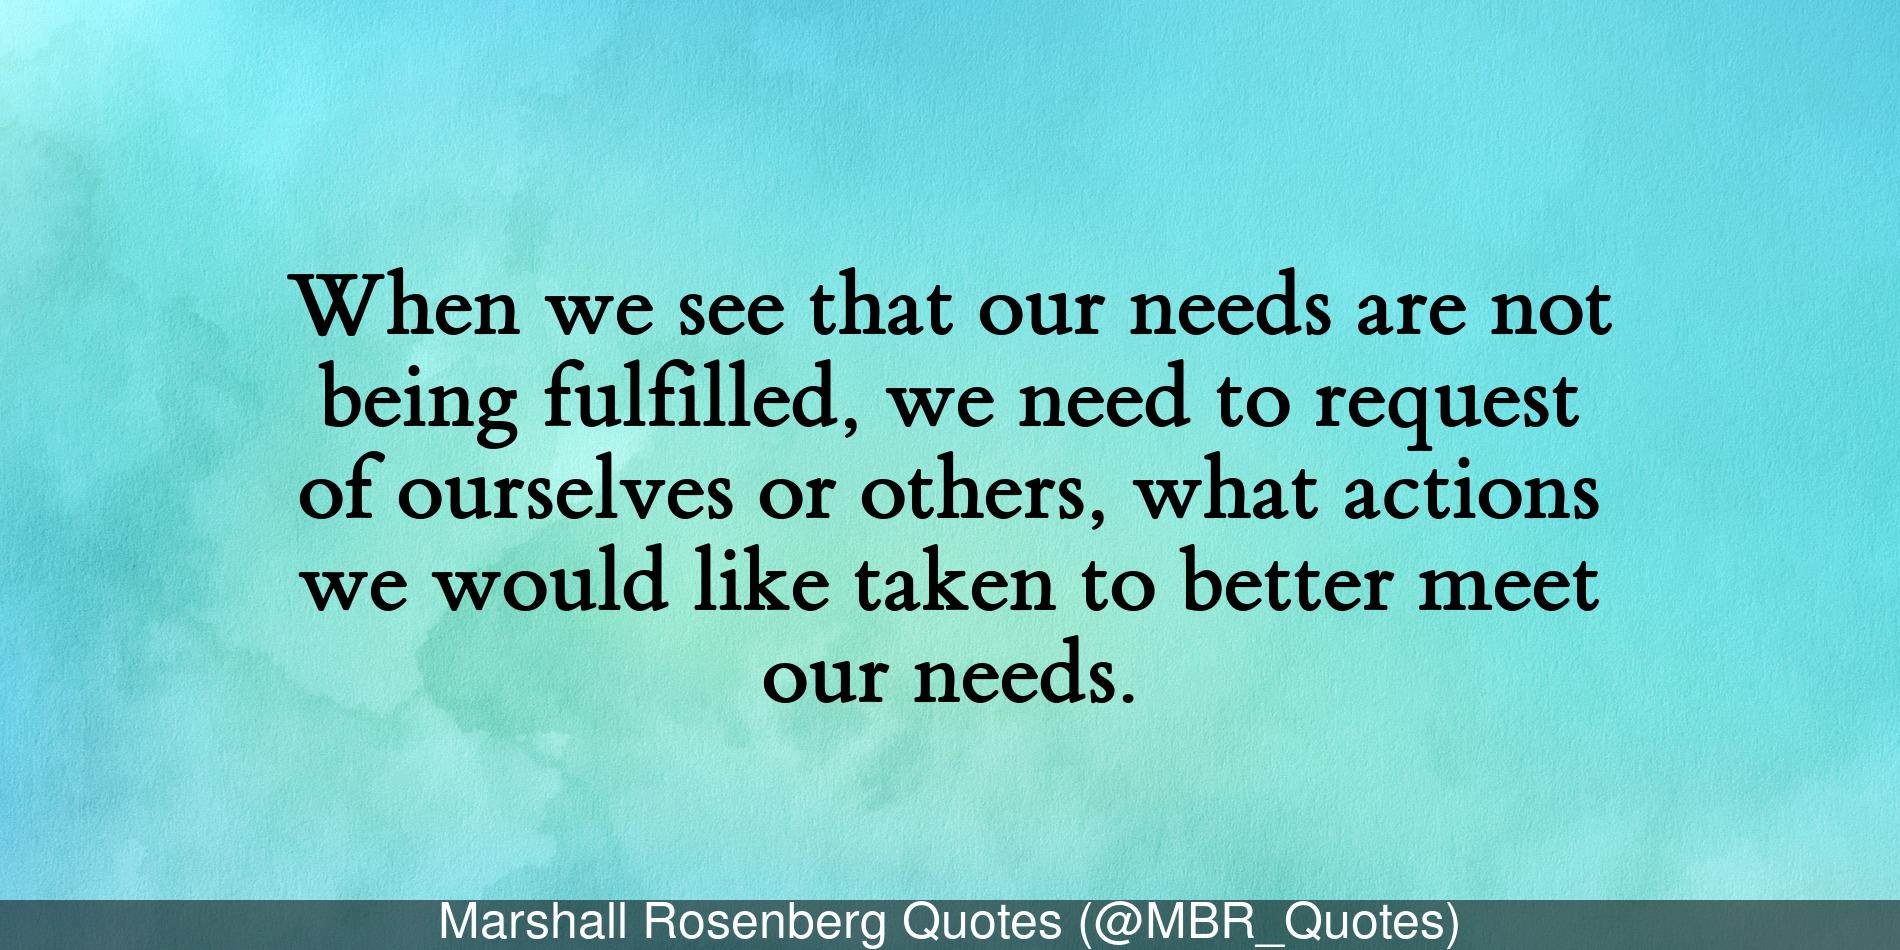 When we see that our needs are not
being fulfilled, we need to request
of ourselves or others, what actions
we would like taken to better meet
our needs.
Marshall Rosenberg Quotes (@MBR_Quotes)